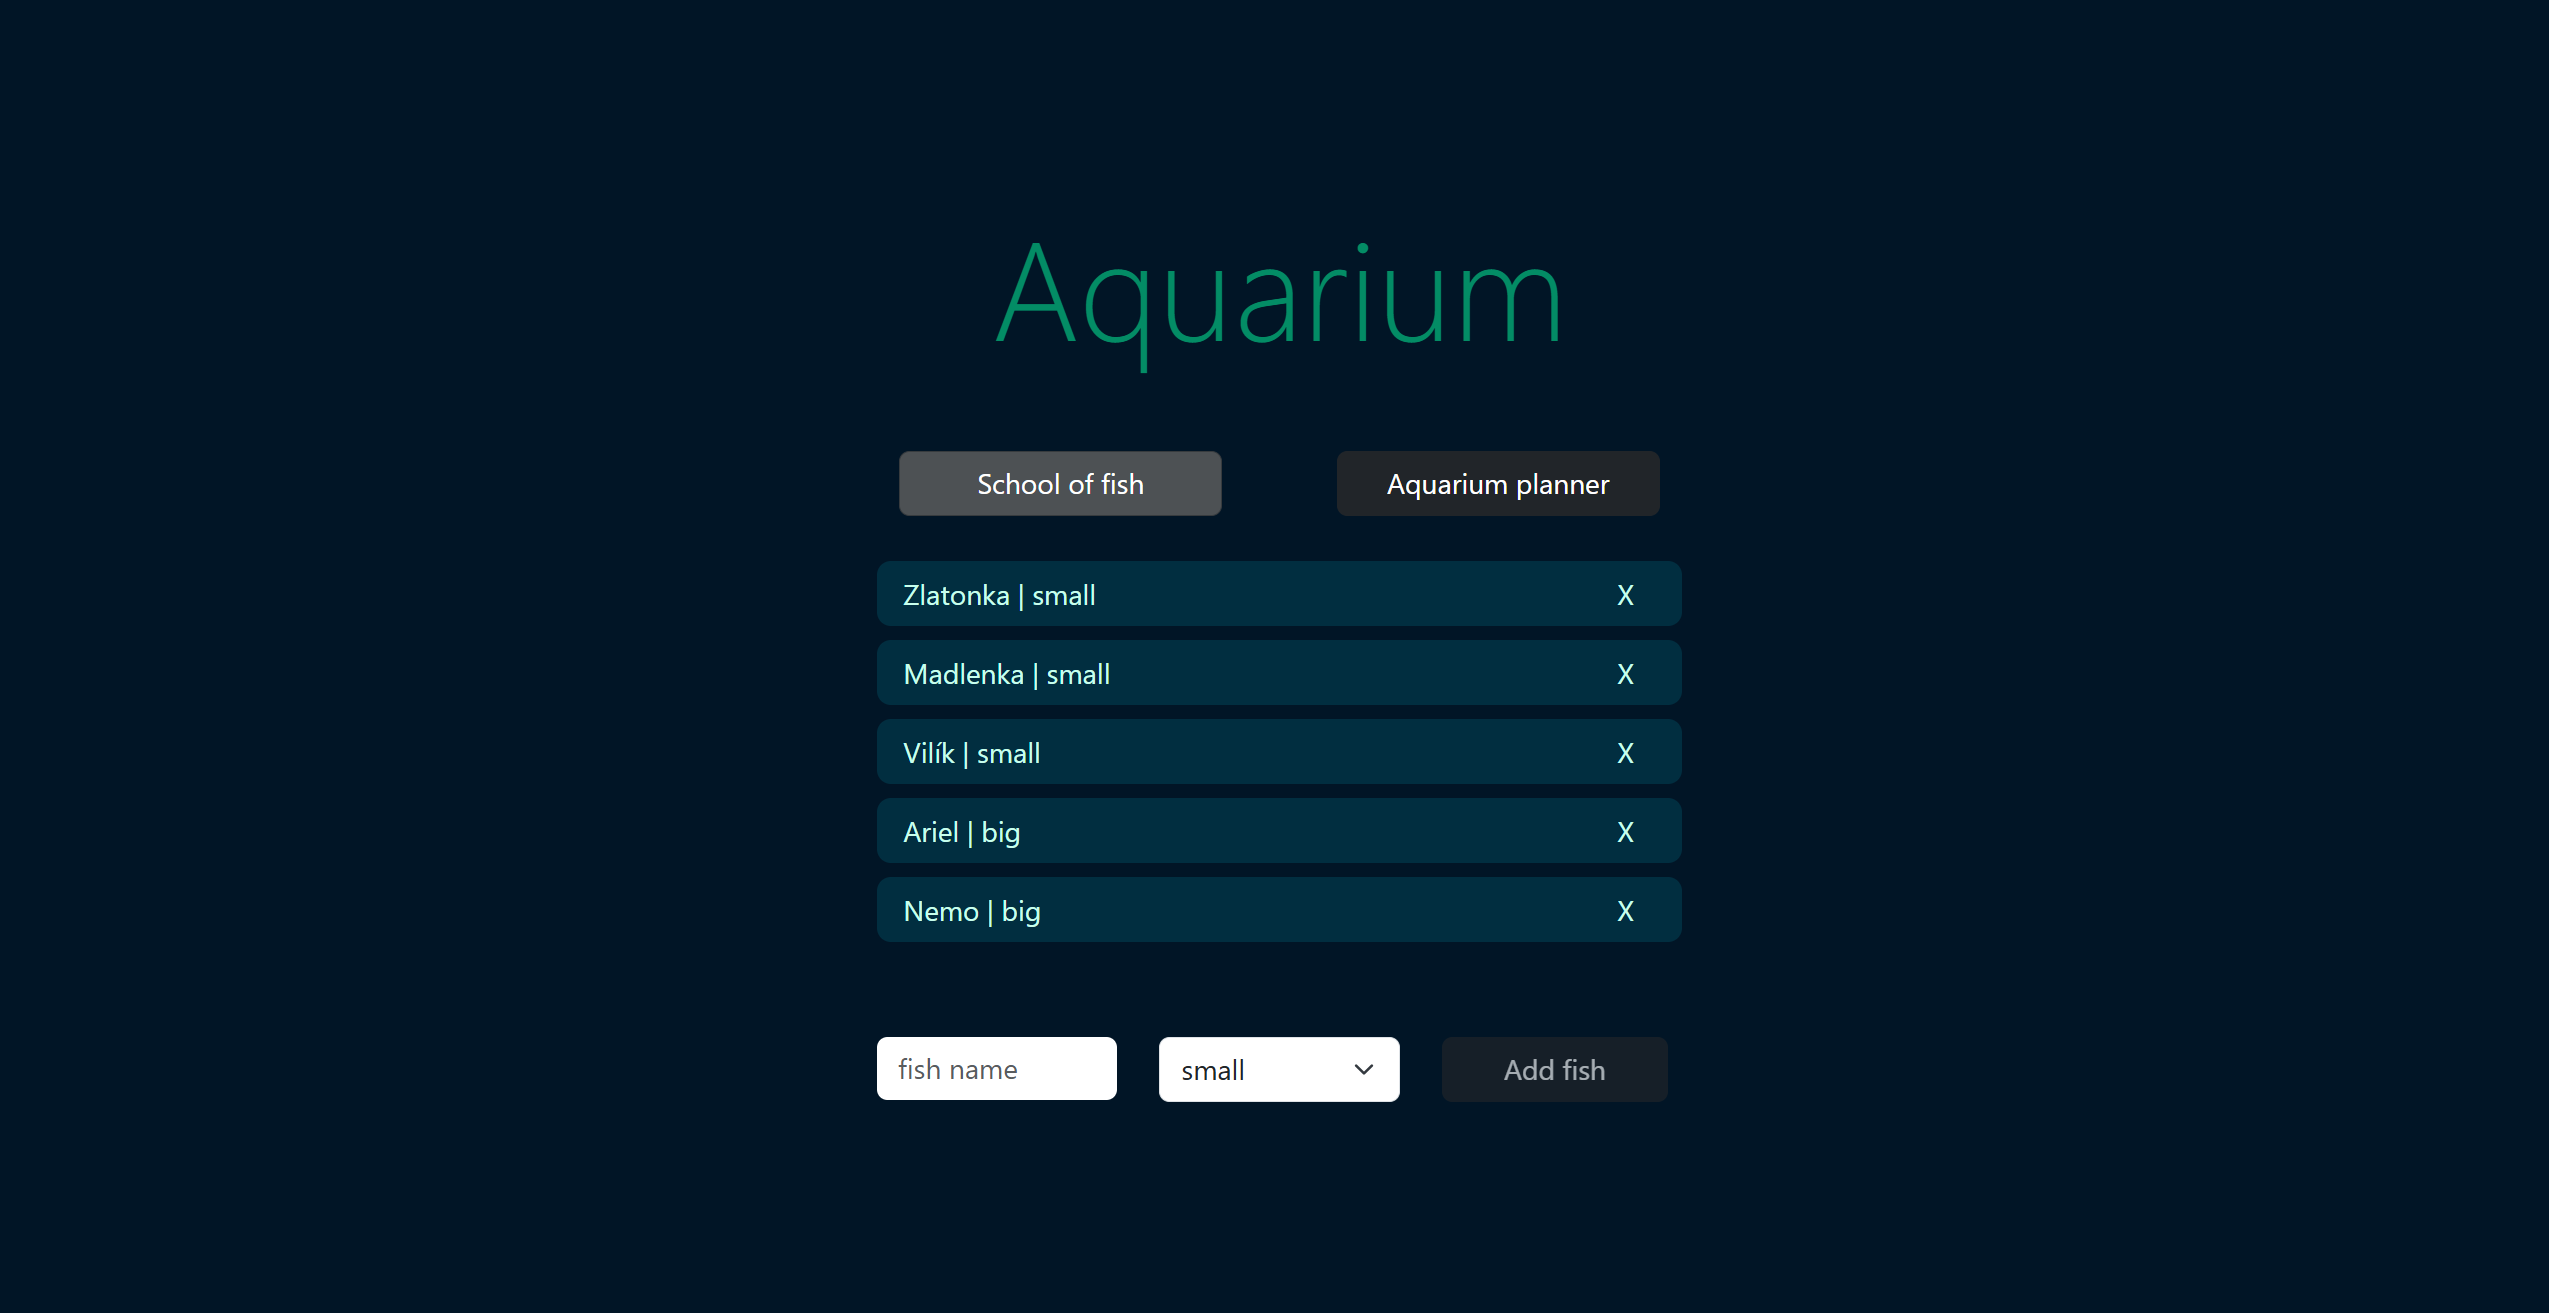 Aquarium
School of fish Aquarium planner
Zlatonka | small X
Madlenka | small X
Vilík | small X
Ariel | big X
Nemo | big X
fish name small Add fish